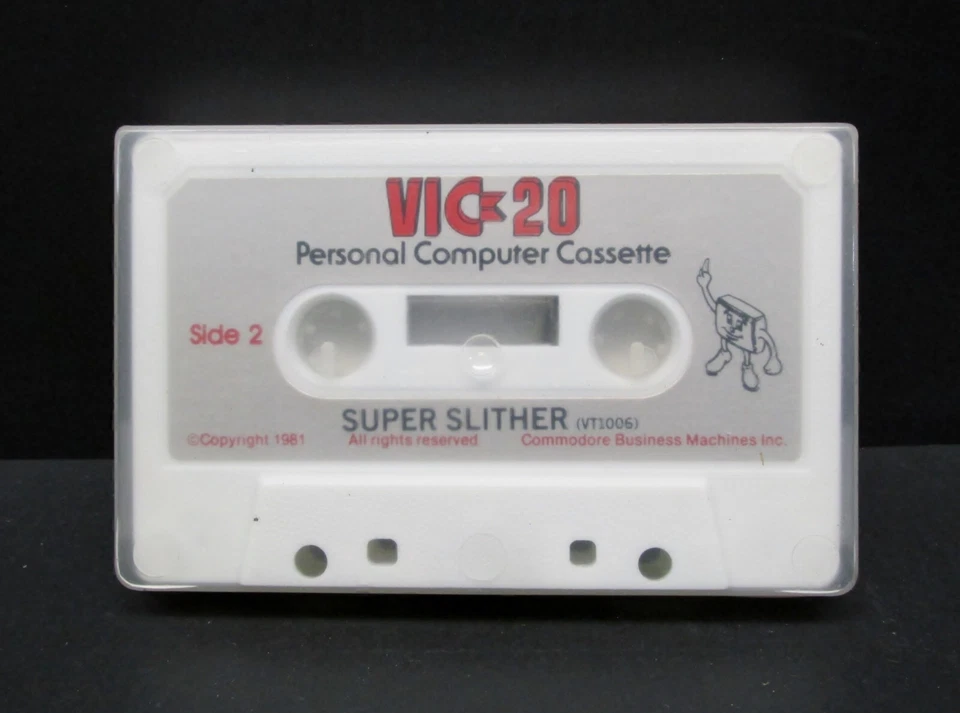 VIC 20
Personal Computer Cassette
Side 2
SUPER SLITHER (VT1006)
©Copyright 1981 All rights reserved Commodore Business Machines Inc.